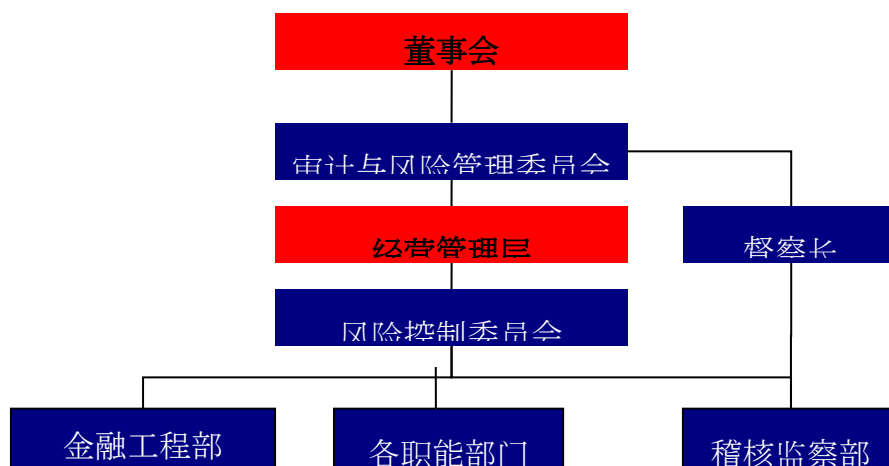 董事会
审计与风险管理委员会
经营管理层
督察长
风险控制委员会
金融工程部
各职能部门
稽核监察部